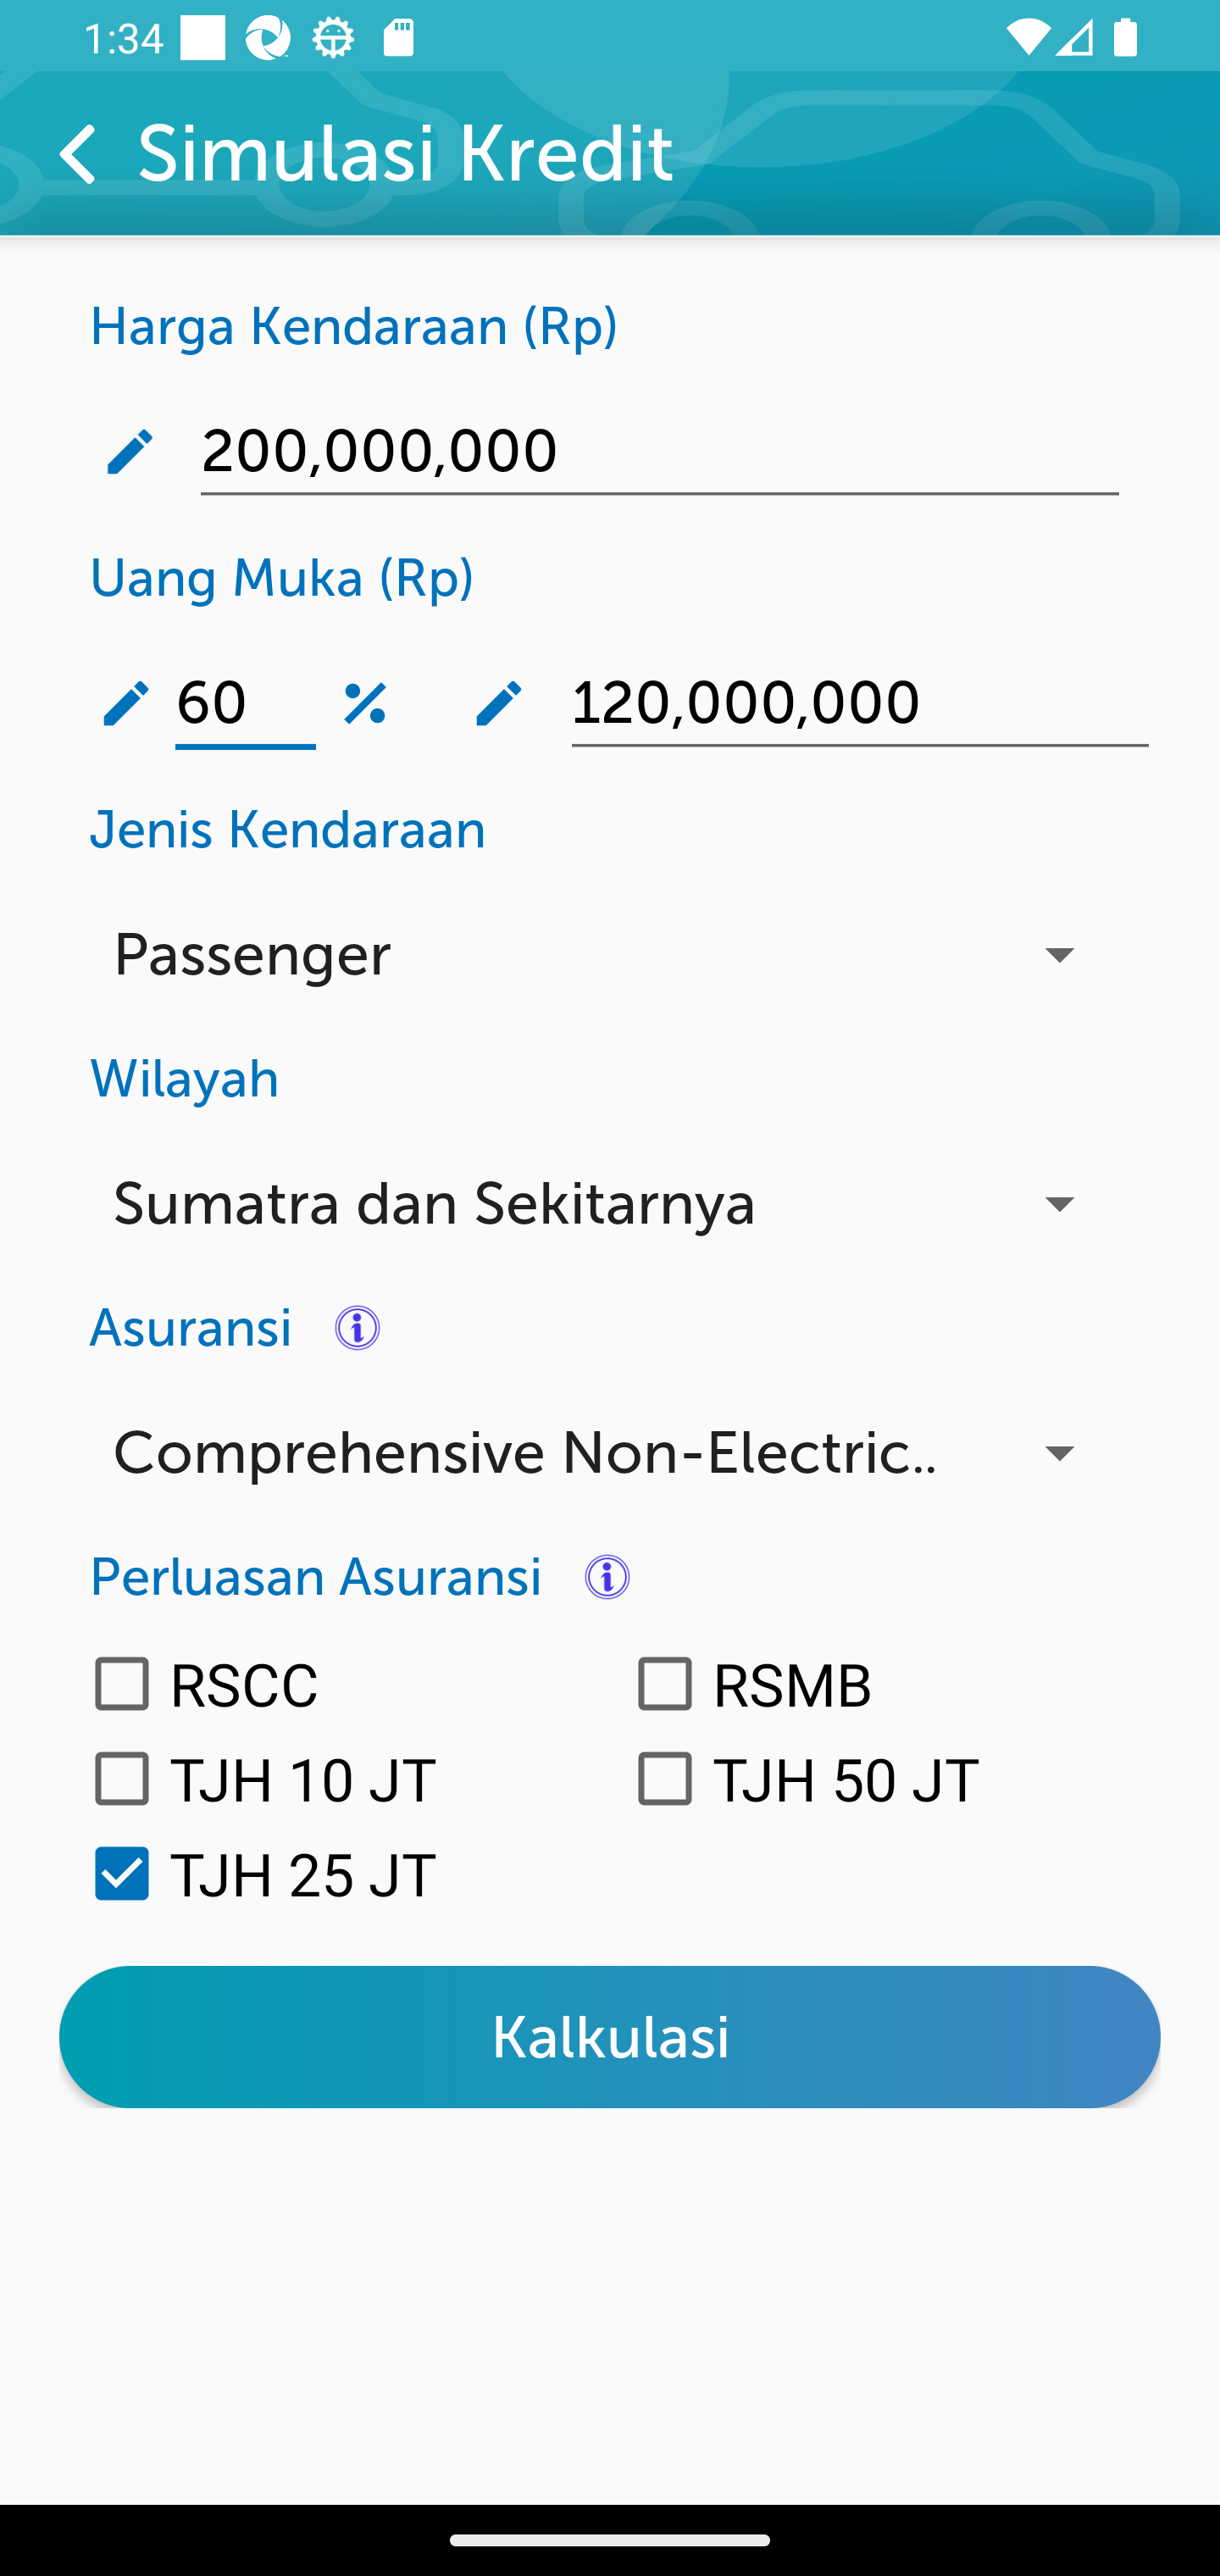 1:34
Simulasi Kredit
Harga Kendaraan (Rp)
200,000,000
Uang Muka (Rp)
60 % 120,000,000
Jenis Kendaraan
Passenger
Wilayah
Sumatra dan Sekitarnya
Asuransi
Comprehensive Non-Electric..
Perluasan Asuransi
RSCC RSMB
TJH 10 JT TJH 50 JT
TJH 25 JT
Kalkulasi